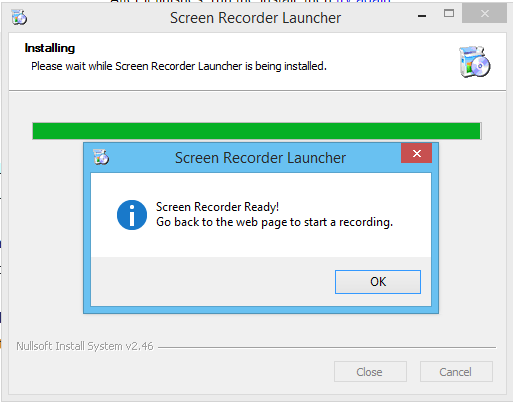 Screen Recorder Launcher
Installing
Please wait while Screen Recorder Launcher is being installed.
Screen Recorder Launcher
Screen Recorder Ready!
Go back to the web page to start a recording.
OK
Nullsoft Install System v2.46
Close
Cancel